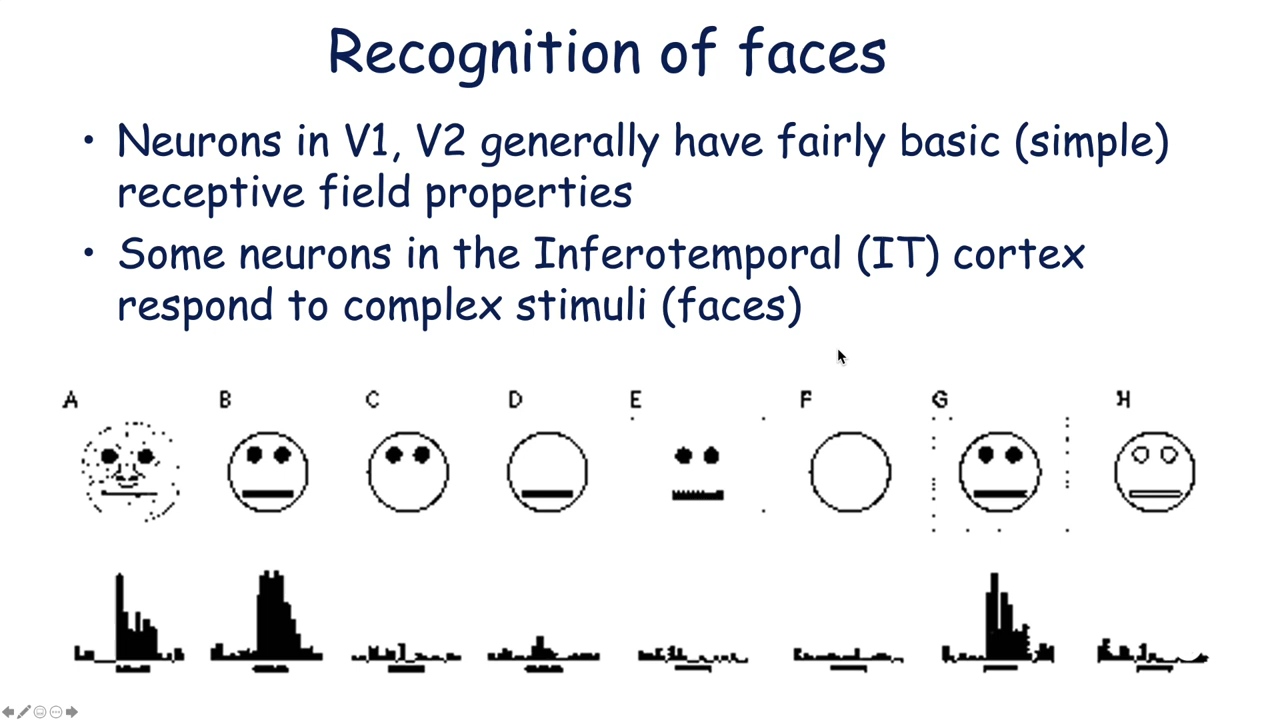 Recognition of faces
• Neurons in V1, V2 generally have fairly basic (simple)
receptive field properties
• Some neurons in the Inferotemporal (IT) cortex
respond to complex stimuli (faces)
A B C D E F G H